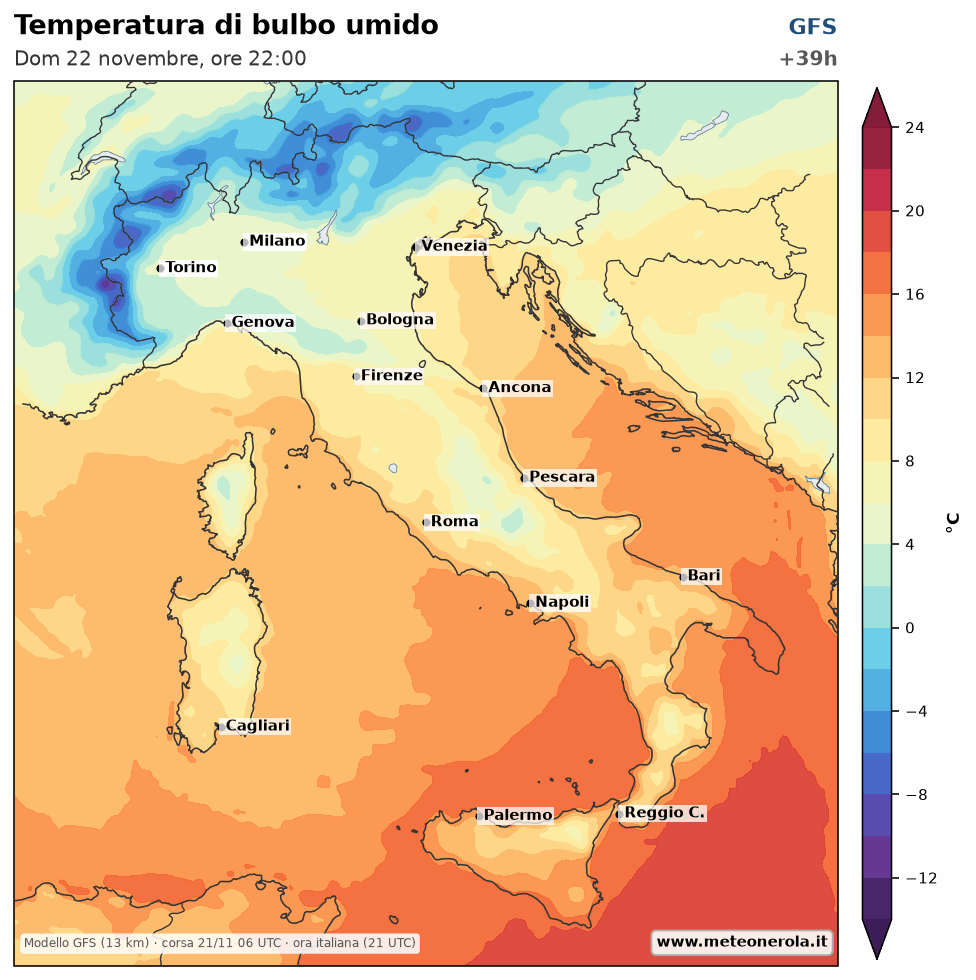 Temperatura di bulbo umido
GFS
Dom 22 novembre, ore 22:00
+39h
24
20
16
12
8
4
0
−4
−8
−12
°C
Milano
Venezia
Torino
Genova
Bologna
Firenze
Ancona
Pescara
Roma
Bari
Napoli
Cagliari
Palermo
Reggio C.
Modello GFS (13 km) · corsa 21/11 06 UTC · ora italiana (21 UTC)
www.meteonerola.it